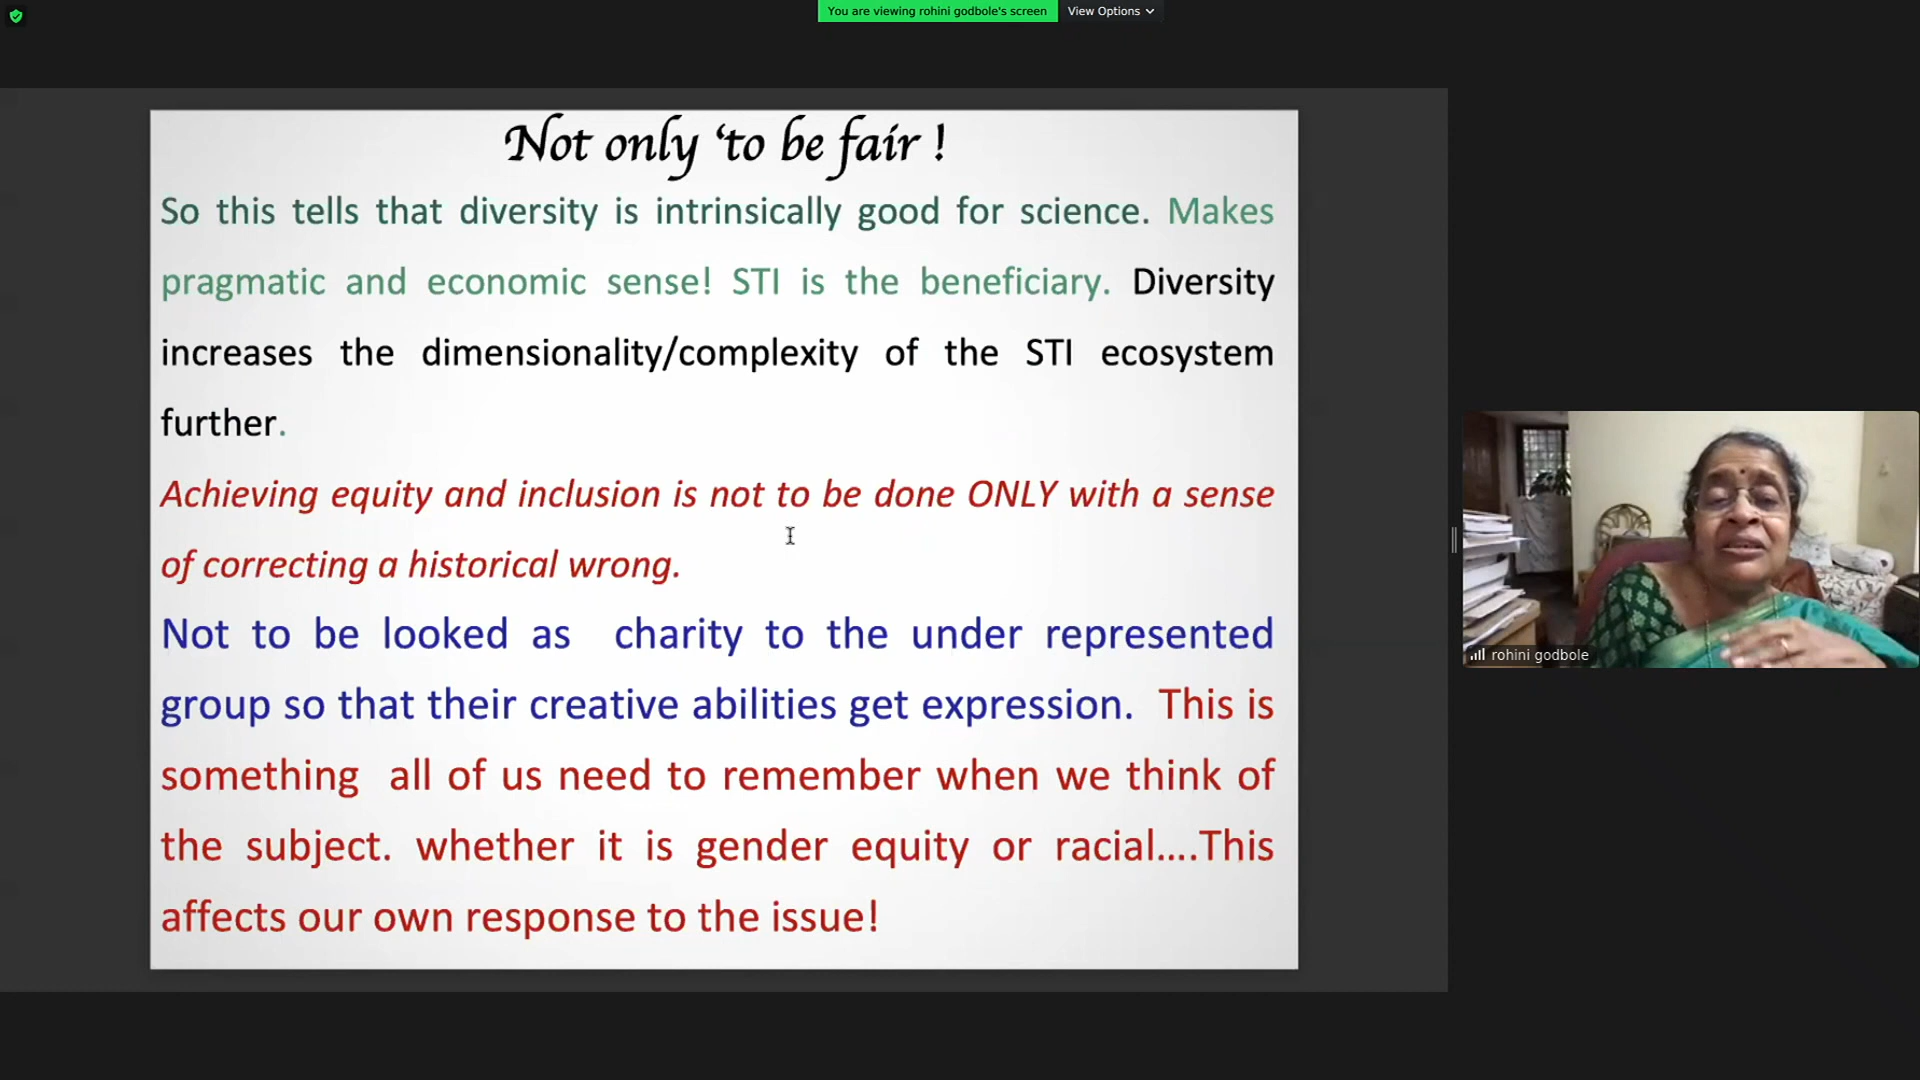 You are viewing rohini godbole's screen
View Options
Not only ‘to be fair !
So this tells that diversity is intrinsically good for science. Makes
pragmatic and economic sense! STI is the beneficiary. Diversity
increases the dimensionality/complexity of the STI ecosystem
further.
Achieving equity and inclusion is not to be done ONLY with a sense
of correcting a historical wrong.
Not to be looked as charity to the under represented
group so that their creative abilities get expression. This is
something all of us need to remember when we think of
the subject. whether it is gender equity or racial....This
affects our own response to the issue!
rohini godbole